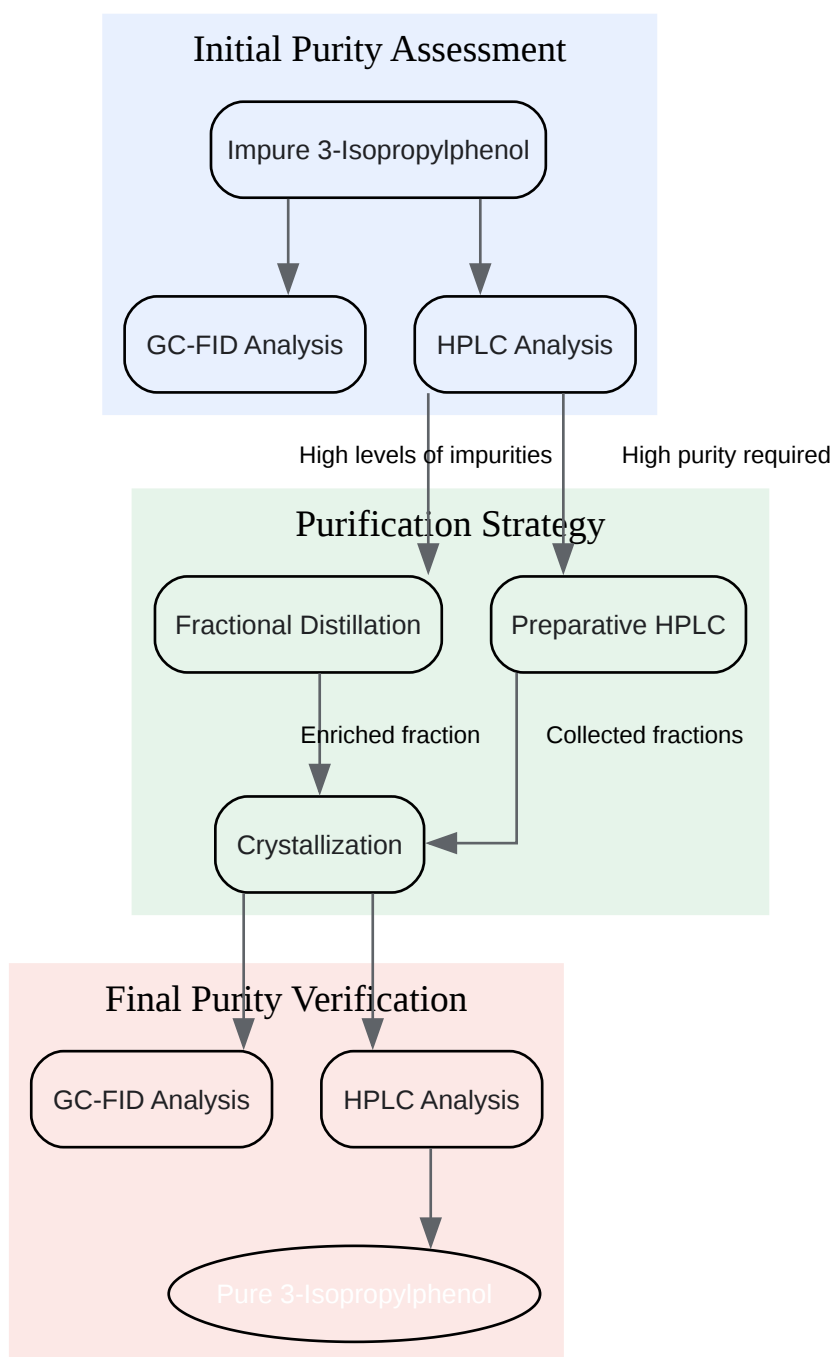 Initial Purity Assessment
Impure 3-Isopropylphenol
GC-FID Analysis
HPLC Analysis
High levels of impurities
High purity required
Purification Strategy
Fractional Distillation
Preparative HPLC
Enriched fraction
Collected fractions
Crystallization
Final Purity Verification
GC-FID Analysis
HPLC Analysis
Pure 3-Isopropylphenol